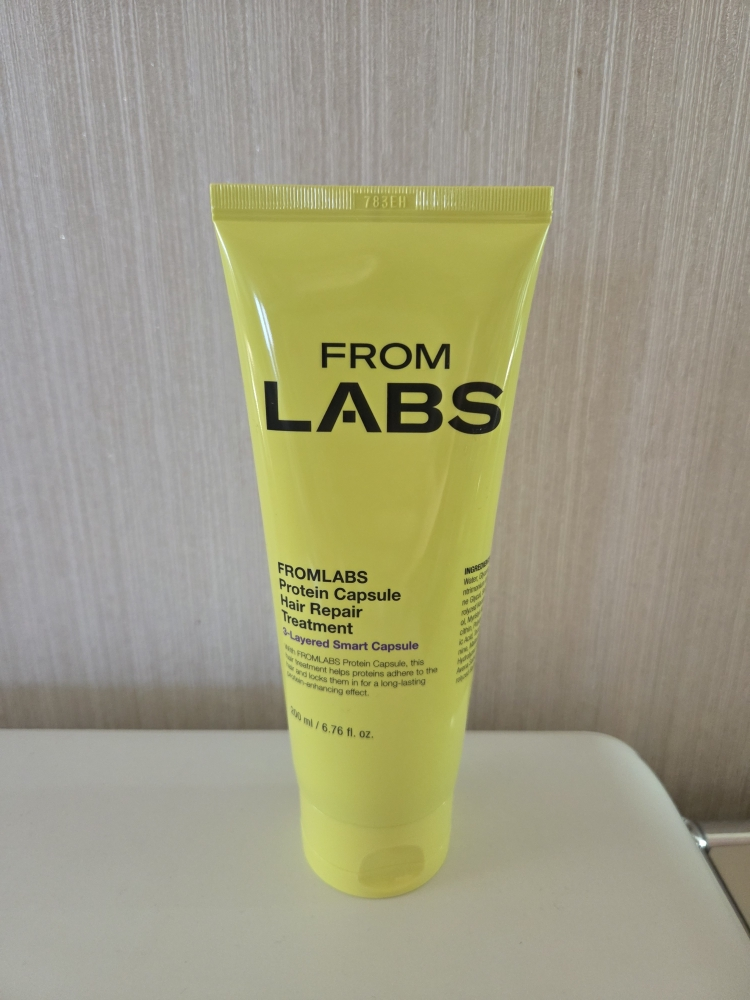 783EH
FROM
LABS
FROMLABS
Protein Capsule
Hair Repair
Treatment
3-Layered Smart Capsule
With FROMLABS Protein Capsule, this
hair treatment helps proteins adhere to the
hair and locks them in for a long-lasting
protein-enhancing effect.
200 ml / 6.76 fl. oz.
Water,